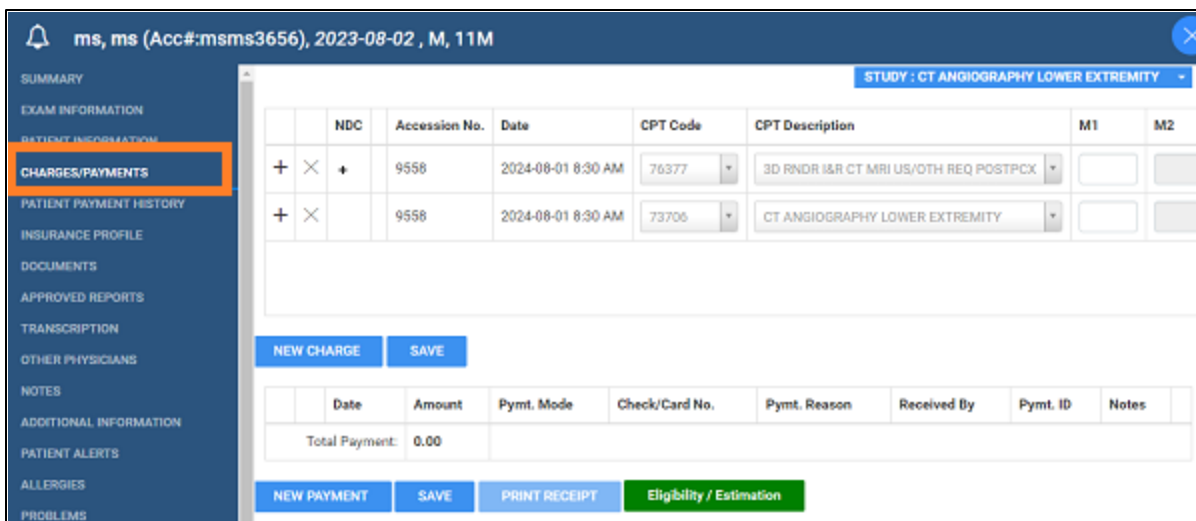 ms, ms (Acc#:msms3656), 2023-08-02 , M, 11M
SUMMARY
EXAM INFORMATION
PATIENT INFORMATION
CHARGES/PAYMENTS
PATIENT PAYMENT HISTORY
INSURANCE PROFILE
DOCUMENTS
APPROVED REPORTS
TRANSCRIPTION
OTHER PHYSICIANS
NOTES
ADDITIONAL INFORMATION
PATIENT ALERTS
ALLERGIES
PROBLEMS
STUDY : CT ANGIOGRAPHY LOWER EXTREMITY
NDC Accession No. Date CPT Code CPT Description M1 M2
9558 2024-08-01 8:30 AM 76377 3D RNDR I&R CT MRI US/OTH REQ POSTPCX
9558 2024-08-01 8:30 AM 73706 CT ANGIOGRAPHY LOWER EXTREMITY
NEW CHARGE SAVE
Date Amount Pymt. Mode Check/Card No. Pymt. Reason Received By Pymt. ID Notes
Total Payment: 0.00
NEW PAYMENT SAVE PRINT RECEIPT Eligibility / Estimation